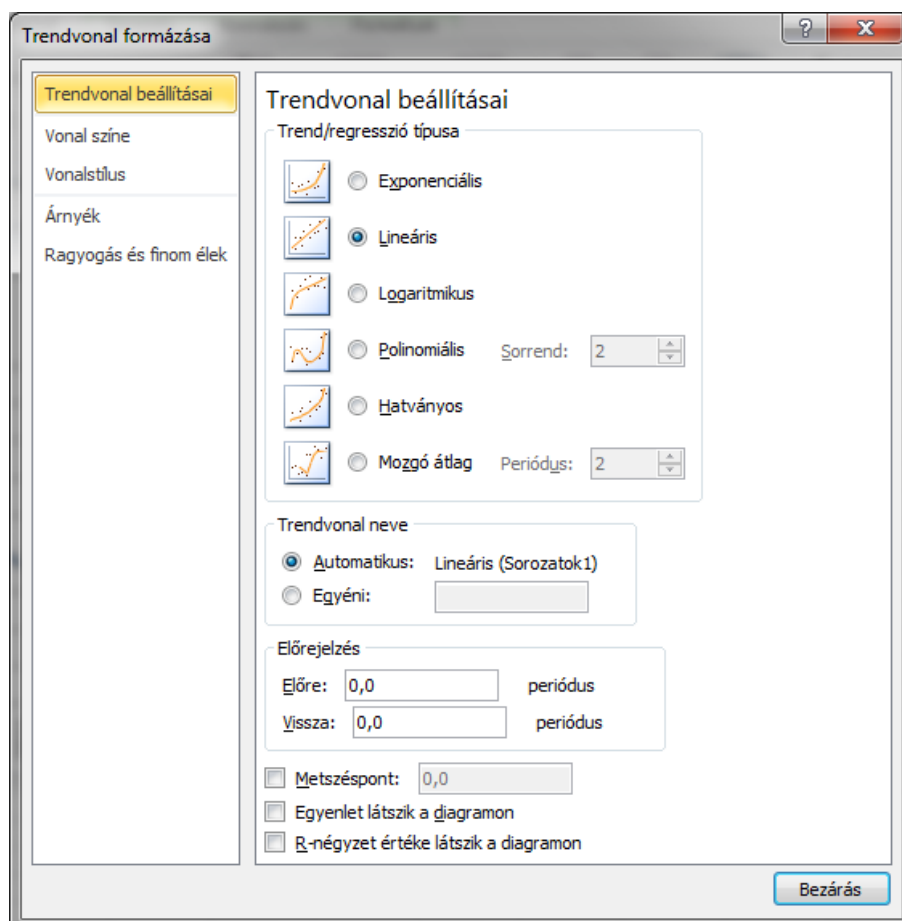 Trendvonal formázása
Trendvonal beállításai
Vonal színe
Vonalstílus
Árnyék
Ragyogás és finom élek
Trendvonal beállításai
Trend/regresszió típusa
Exponenciális
Lineáris
Logaritmikus
Polinomiális Sorrend: 2
Hatványos
Mozgó átlag Periódus: 2
Trendvonal neve
Automatikus: Lineáris (Sorozatok1)
Egyéni:
Előrejelzés
Előre: 0,0 periódus
Vissza: 0,0 periódus
Metszéspont: 0,0
Egyenlet látszik a diagramon
R-négyzet értéke látszik a diagramon
Bezárás